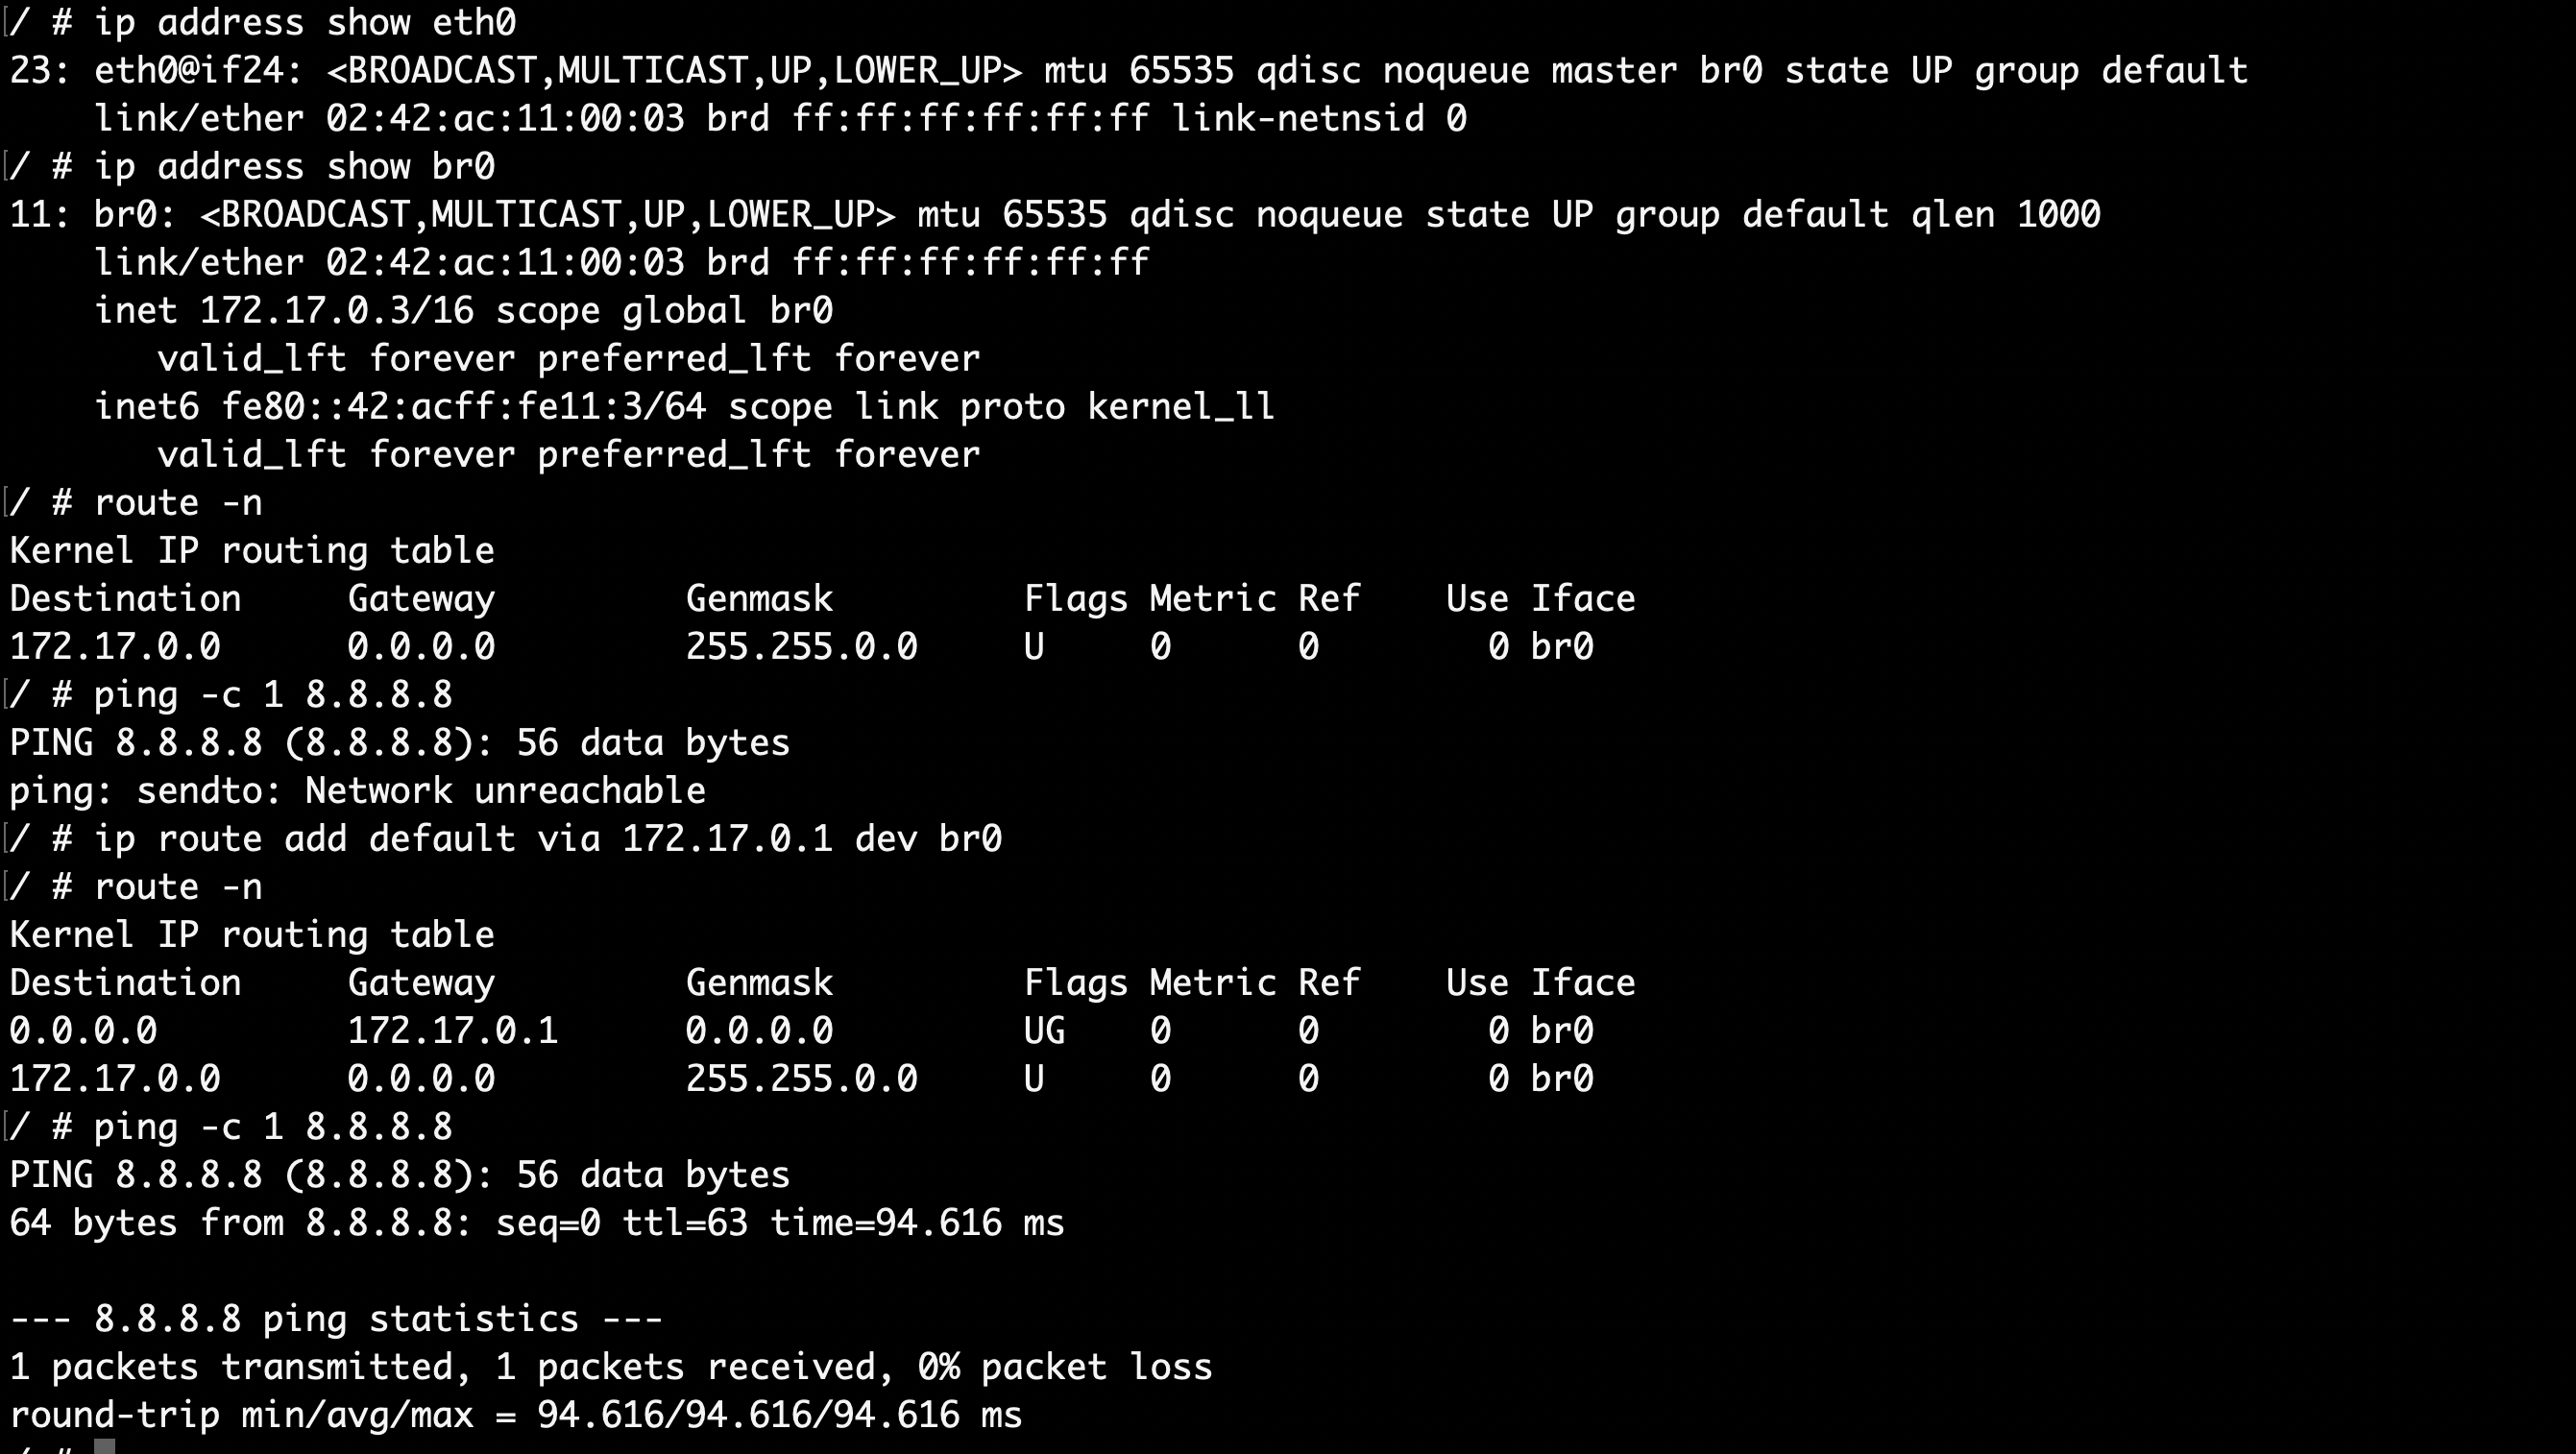 / # ip address show eth0
23: eth0@if24: <BROADCAST,MULTICAST,UP,LOWER_UP> mtu 65535 qdisc noqueue master br0 state UP group default
    link/ether 02:42:ac:11:00:03 brd ff:ff:ff:ff:ff:ff link-netnsid 0
/ # ip address show br0
11: br0: <BROADCAST,MULTICAST,UP,LOWER_UP> mtu 65535 qdisc noqueue state UP group default qlen 1000
    link/ether 02:42:ac:11:00:03 brd ff:ff:ff:ff:ff:ff
    inet 172.17.0.3/16 scope global br0
       valid_lft forever preferred_lft forever
    inet6 fe80::42:acff:fe11:3/64 scope link proto kernel_ll
       valid_lft forever preferred_lft forever
/ # route -n
Kernel IP routing table
Destination     Gateway         Genmask         Flags Metric Ref    Use Iface
172.17.0.0      0.0.0.0         255.255.0.0     U     0      0        0 br0
/ # ping -c 1 8.8.8.8
PING 8.8.8.8 (8.8.8.8): 56 data bytes
ping: sendto: Network unreachable
/ # ip route add default via 172.17.0.1 dev br0
/ # route -n
Kernel IP routing table
Destination     Gateway         Genmask         Flags Metric Ref    Use Iface
0.0.0.0         172.17.0.1      0.0.0.0         UG    0      0        0 br0
172.17.0.0      0.0.0.0         255.255.0.0     U     0      0        0 br0
/ # ping -c 1 8.8.8.8
PING 8.8.8.8 (8.8.8.8): 56 data bytes
64 bytes from 8.8.8.8: seq=0 ttl=63 time=94.616 ms

--- 8.8.8.8 ping statistics ---
1 packets transmitted, 1 packets received, 0% packet loss
round-trip min/avg/max = 94.616/94.616/94.616 ms
/ #